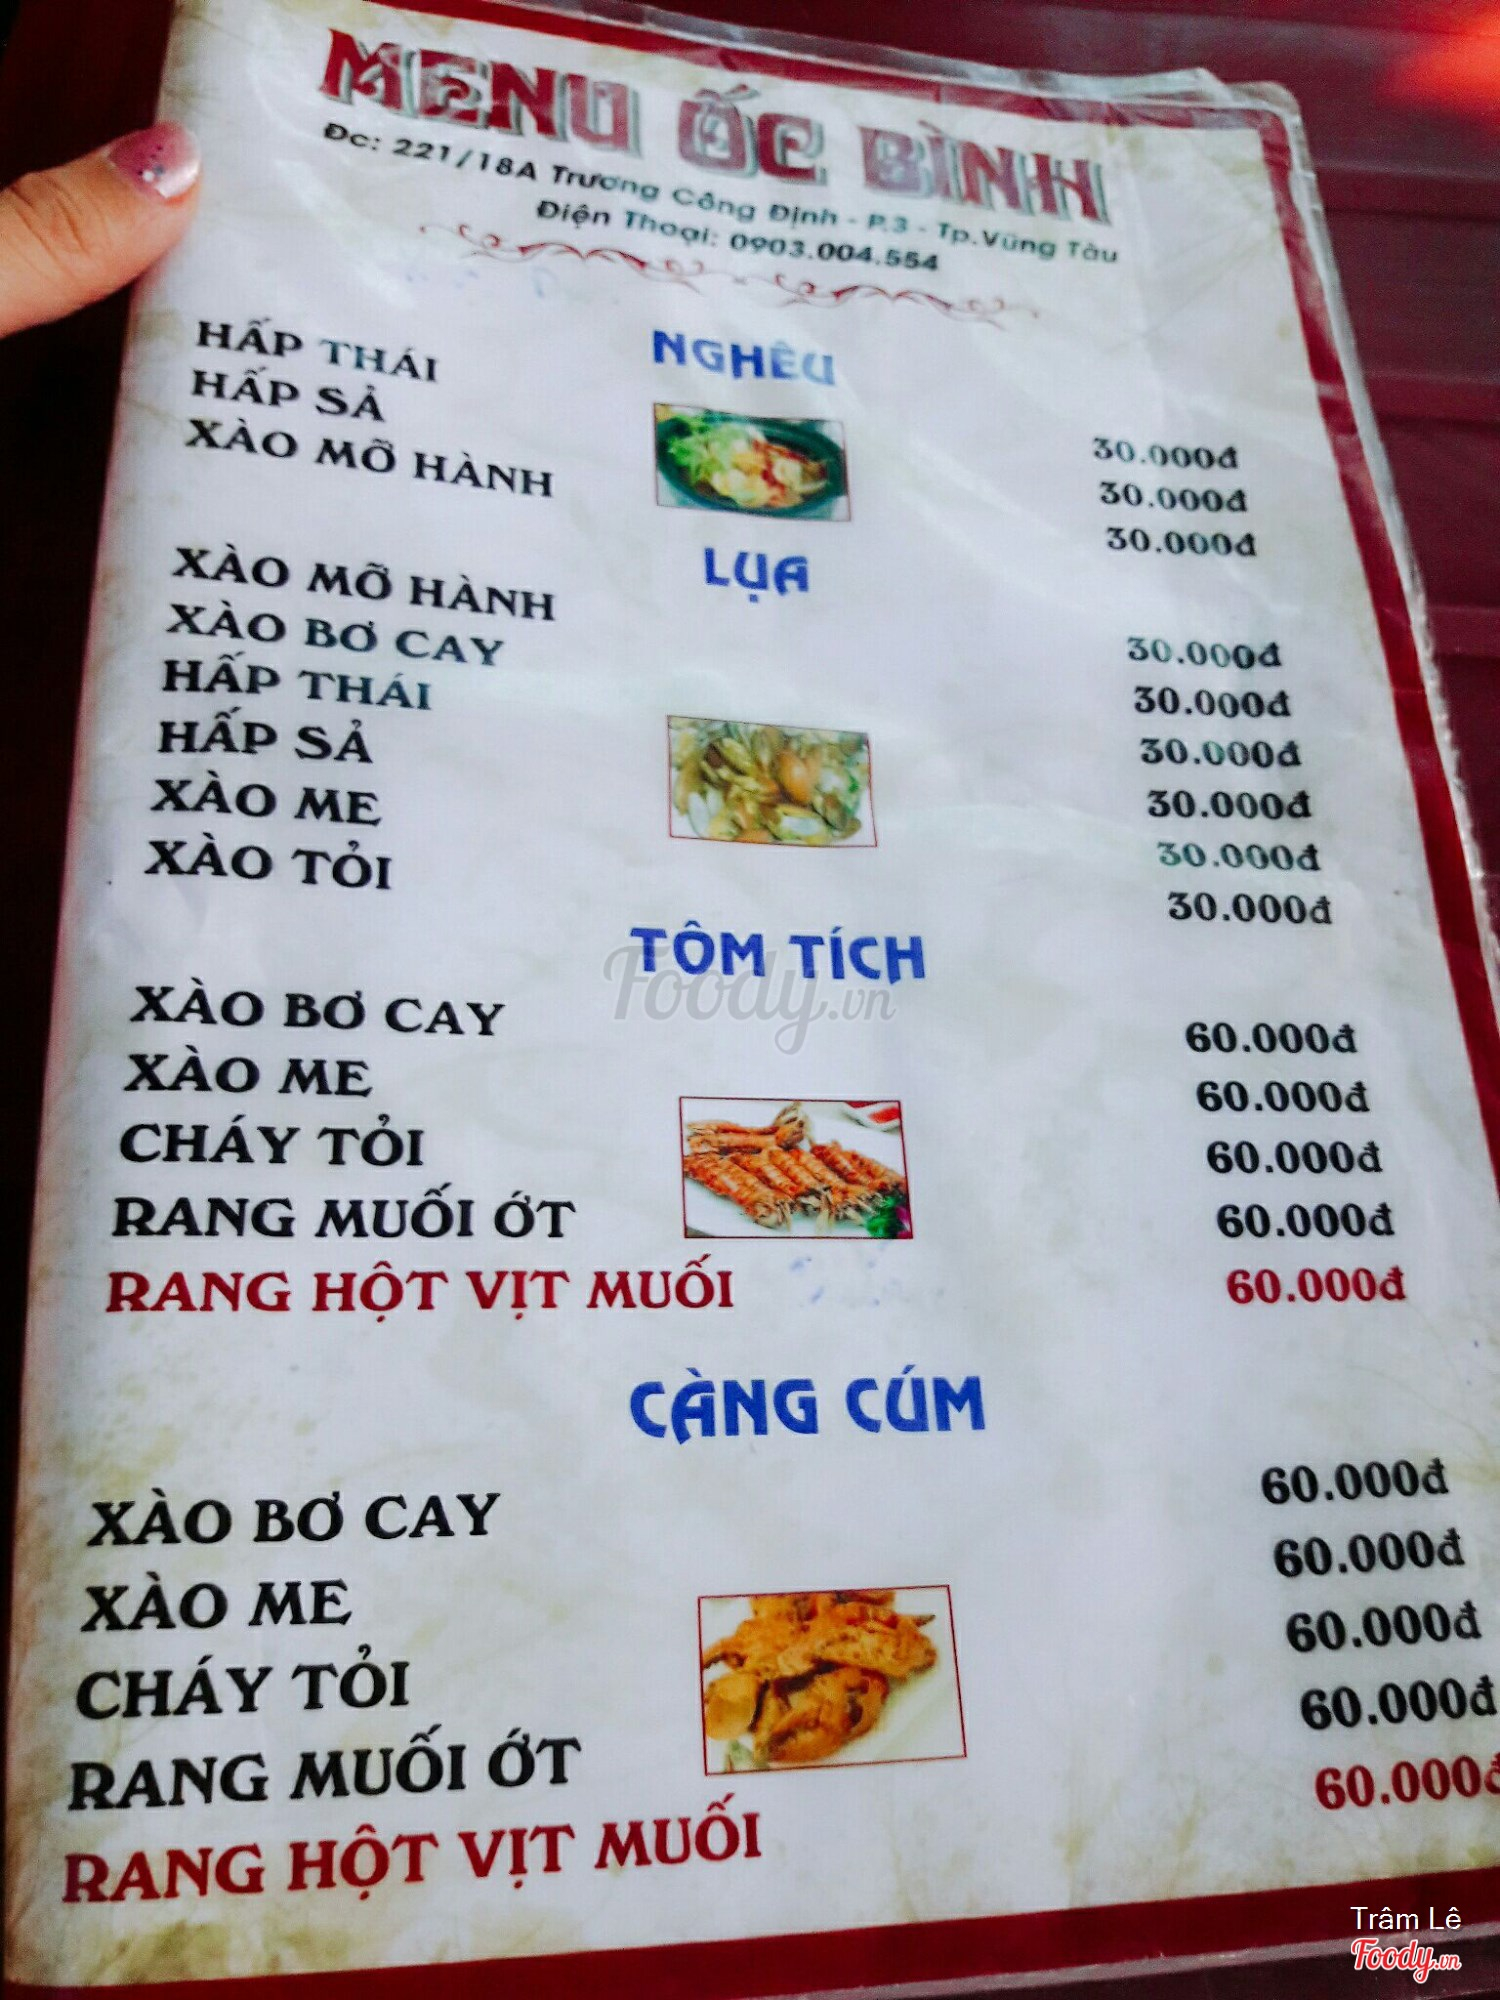 MENU ỐC BÌNH
Đc: 221/18A Trương Công Định - P.3 - Tp.Vũng Tàu
Điện Thoại: 0903.004.554
NGHÊU
HẤP THÁI 30.000đ
HẤP SẢ 30.000đ
XÀO MỠ HÀNH 30.000đ
LỤA
XÀO MỠ HÀNH 30.000đ
XÀO BƠ CAY 30.000đ
HẤP THÁI 30.000đ
HẤP SẢ 30.000đ
XÀO ME 30.000đ
XÀO TỎI 30.000đ
TÔM TÍCH
Foody.vn
XÀO BƠ CAY 60.000đ
XÀO ME 60.000đ
CHÁY TỎI 60.000đ
RANG MUỐI ỚT 60.000đ
RANG HỘT VỊT MUỐI 60.000đ
CÀNG CÚM
XÀO BƠ CAY 60.000đ
XÀO ME 60.000đ
CHÁY TỎI 60.000đ
RANG MUỐI ỚT 60.000đ
RANG HỘT VỊT MUỐI 60.000đ
Trâm Lê
Foody.vn